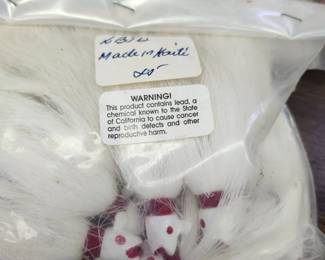 Made in Haiti
WARNING!
This product contains lead, a
chemical known to the State
of California to cause cancer
and birth defects and other
reproductive harm.